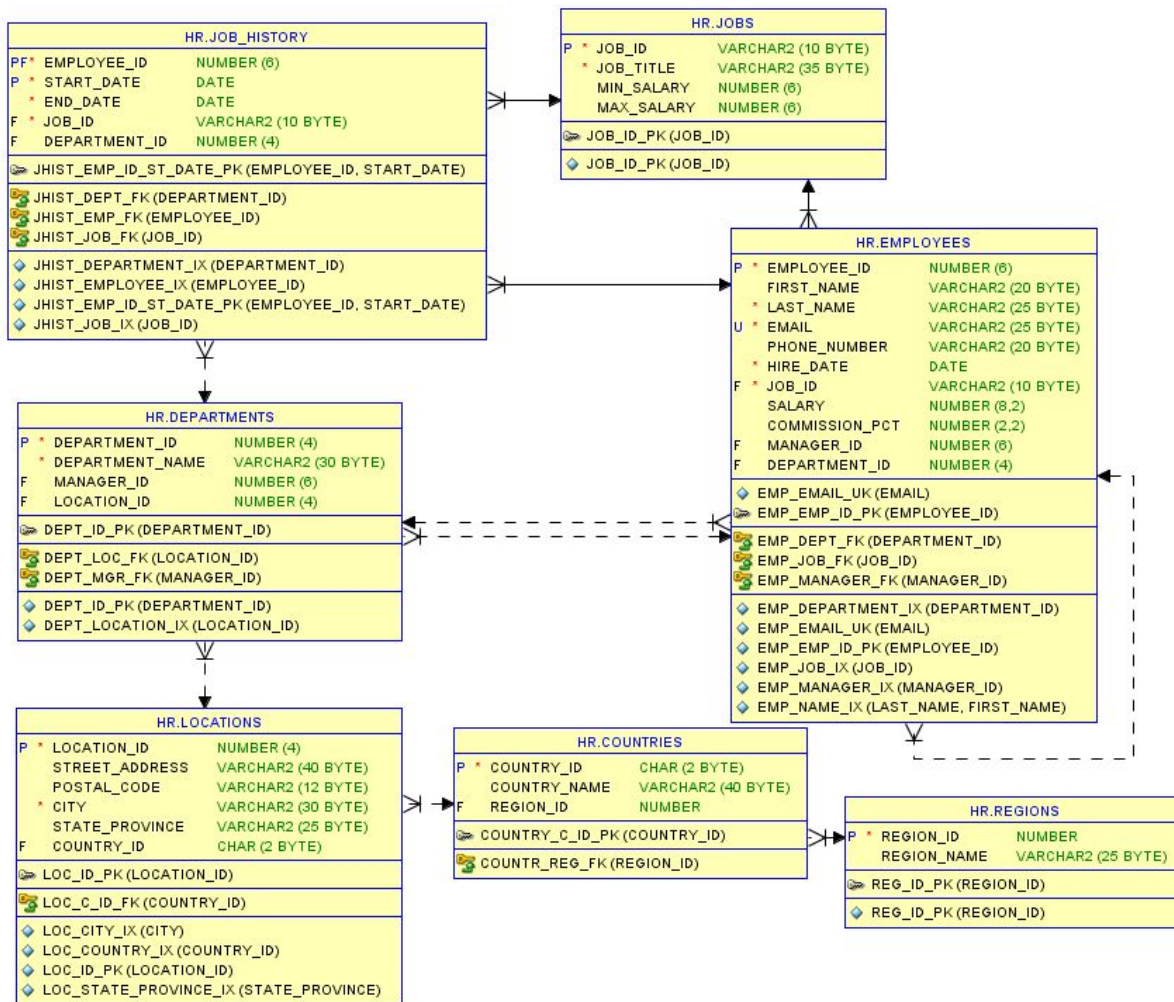 HR.JOB_HISTORY
PF* EMPLOYEE_ID NUMBER (6)
P * START_DATE DATE
* END_DATE DATE
F * JOB_ID VARCHAR2 (10 BYTE)
F DEPARTMENT_ID NUMBER (4)
JHIST_EMP_ID_ST_DATE_PK (EMPLOYEE_ID, START_DATE)
JHIST_DEPT_FK (DEPARTMENT_ID)
JHIST_EMP_FK (EMPLOYEE_ID)
JHIST_JOB_FK (JOB_ID)
JHIST_DEPARTMENT_IX (DEPARTMENT_ID)
JHIST_EMPLOYEE_IX (EMPLOYEE_ID)
JHIST_EMP_ID_ST_DATE_PK (EMPLOYEE_ID, START_DATE)
JHIST_JOB_IX (JOB_ID)
HR.JOBS
P * JOB_ID VARCHAR2 (10 BYTE)
* JOB_TITLE VARCHAR2 (35 BYTE)
MIN_SALARY NUMBER (6)
MAX_SALARY NUMBER (6)
JOB_ID_PK (JOB_ID)
JOB_ID_PK (JOB_ID)
HR.EMPLOYEES
P * EMPLOYEE_ID NUMBER (6)
FIRST_NAME VARCHAR2 (20 BYTE)
* LAST_NAME VARCHAR2 (25 BYTE)
U * EMAIL VARCHAR2 (25 BYTE)
PHONE_NUMBER VARCHAR2 (20 BYTE)
* HIRE_DATE DATE
F * JOB_ID VARCHAR2 (10 BYTE)
SALARY NUMBER (8,2)
COMMISSION_PCT NUMBER (2,2)
F MANAGER_ID NUMBER (6)
F DEPARTMENT_ID NUMBER (4)
EMP_EMAIL_UK (EMAIL)
EMP_EMP_ID_PK (EMPLOYEE_ID)
EMP_DEPT_FK (DEPARTMENT_ID)
EMP_JOB_FK (JOB_ID)
EMP_MANAGER_FK (MANAGER_ID)
EMP_DEPARTMENT_IX (DEPARTMENT_ID)
EMP_EMAIL_UK (EMAIL)
EMP_EMP_ID_PK (EMPLOYEE_ID)
EMP_JOB_IX (JOB_ID)
EMP_MANAGER_IX (MANAGER_ID)
EMP_NAME_IX (LAST_NAME, FIRST_NAME)
HR.DEPARTMENTS
P * DEPARTMENT_ID NUMBER (4)
* DEPARTMENT_NAME VARCHAR2 (30 BYTE)
F MANAGER_ID NUMBER (6)
F LOCATION_ID NUMBER (4)
DEPT_ID_PK (DEPARTMENT_ID)
DEPT_LOC_FK (LOCATION_ID)
DEPT_MGR_FK (MANAGER_ID)
DEPT_ID_PK (DEPARTMENT_ID)
DEPT_LOCATION_IX (LOCATION_ID)
HR.LOCATIONS
P * LOCATION_ID NUMBER (4)
STREET_ADDRESS VARCHAR2 (40 BYTE)
POSTAL_CODE VARCHAR2 (12 BYTE)
* CITY VARCHAR2 (30 BYTE)
STATE_PROVINCE VARCHAR2 (25 BYTE)
F COUNTRY_ID CHAR (2 BYTE)
LOC_ID_PK (LOCATION_ID)
LOC_C_ID_FK (COUNTRY_ID)
LOC_CITY_IX (CITY)
LOC_COUNTRY_IX (COUNTRY_ID)
LOC_ID_PK (LOCATION_ID)
LOC_STATE_PROVINCE_IX (STATE_PROVINCE)
HR.COUNTRIES
P * COUNTRY_ID CHAR (2 BYTE)
COUNTRY_NAME VARCHAR2 (40 BYTE)
F REGION_ID NUMBER
COUNTRY_C_ID_PK (COUNTRY_ID)
COUNTR_REG_FK (REGION_ID)
HR.REGIONS
P * REGION_ID NUMBER
REGION_NAME VARCHAR2 (25 BYTE)
REG_ID_PK (REGION_ID)
REG_ID_PK (REGION_ID)